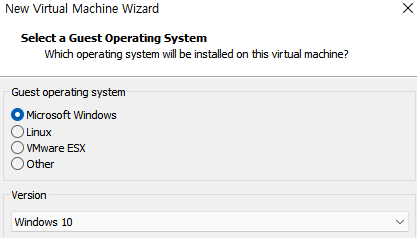 New Virtual Machine Wizard
Select a Guest Operating System
Which operating system will be installed on this virtual machine?
Guest operating system
Microsoft Windows
Linux
VMware ESX
Other
Version
Windows 10